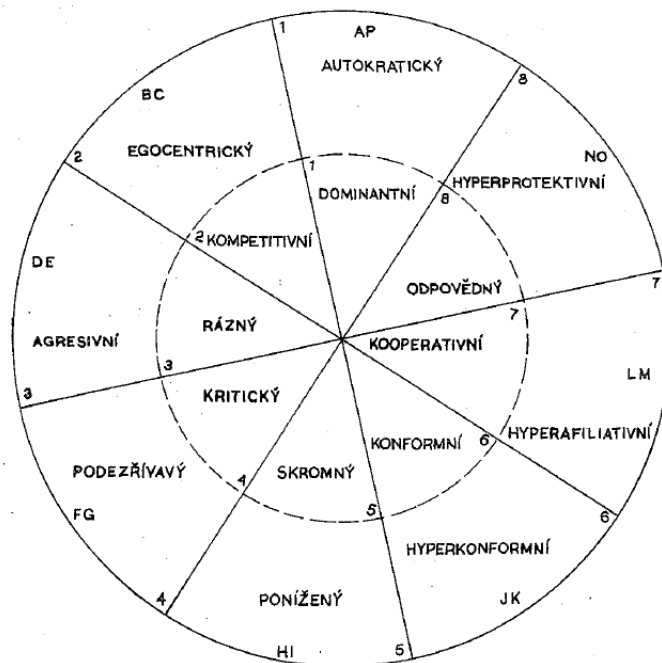 1
AP
AUTOKRATICKÝ
8
BC
EGOCENTRICKÝ
NO
HYPERPROTEKTIVNÍ
2
1
DOMINANTNÍ
8
2
KOMPETITIVNÍ
DE
ODPOVĚDNÝ
7
7
AGRESIVNÍ
RÁZNÝ
KOOPERATIVNÍ
3
3
KRITICKÝ
LM
HYPERAFILIATIVNÍ
KONFORMNÍ
6
6
PODEZŘÍVAVÝ
4
SKROMNÝ
5
FG
HYPERKONFORMNÍ
4
PONÍŽENÝ
JK
HI
5